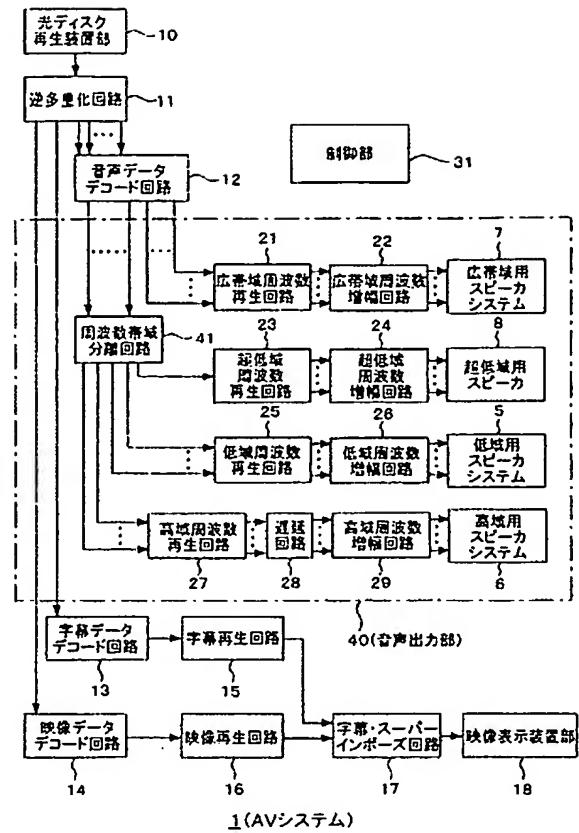 光ディスク
再生装置部
10
逆多重化回路
11
制御部
31
音声データ
デコード回路
12
21
広帯域周波数
再生回路
22
広帯域周波数
増幅回路
7
広帯域用
スピーカ
システム
周波数帯域
分離回路
41
23
超低域
周波数
再生回路
24
超低域
周波数
増幅回路
8
超低域用
スピーカ
25
低域周波数
再生回路
26
低域周波数
増幅回路
5
低域用
スピーカ
システム
高域周波数
再生回路
27
遅延
回路
28
高域周波数
増幅回路
29
高域用
スピーカ
システム
6
40(音声出力部)
字幕データ
デコード回路
13
字幕再生回路
15
映像データ
デコード回路
14
映像再生回路
16
字幕・スーパー
インポーズ回路
17
映像表示装置部
18
1(AVシステム)